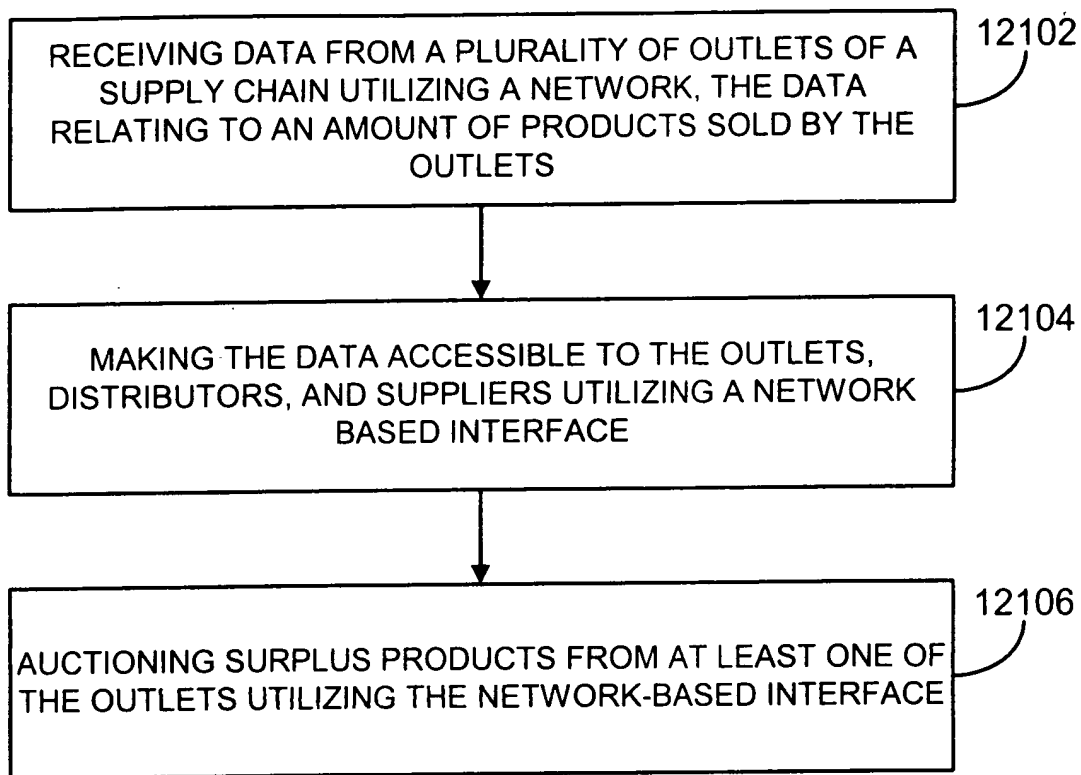 RECEIVING DATA FROM A PLURALITY OF OUTLETS OF A
SUPPLY CHAIN UTILIZING A NETWORK, THE DATA
RELATING TO AN AMOUNT OF PRODUCTS SOLD BY THE
OUTLETS
12102
MAKING THE DATA ACCESSIBLE TO THE OUTLETS,
DISTRIBUTORS, AND SUPPLIERS UTILIZING A NETWORK
BASED INTERFACE
12104
AUCTIONING SURPLUS PRODUCTS FROM AT LEAST ONE OF
THE OUTLETS UTILIZING THE NETWORK-BASED INTERFACE
12106